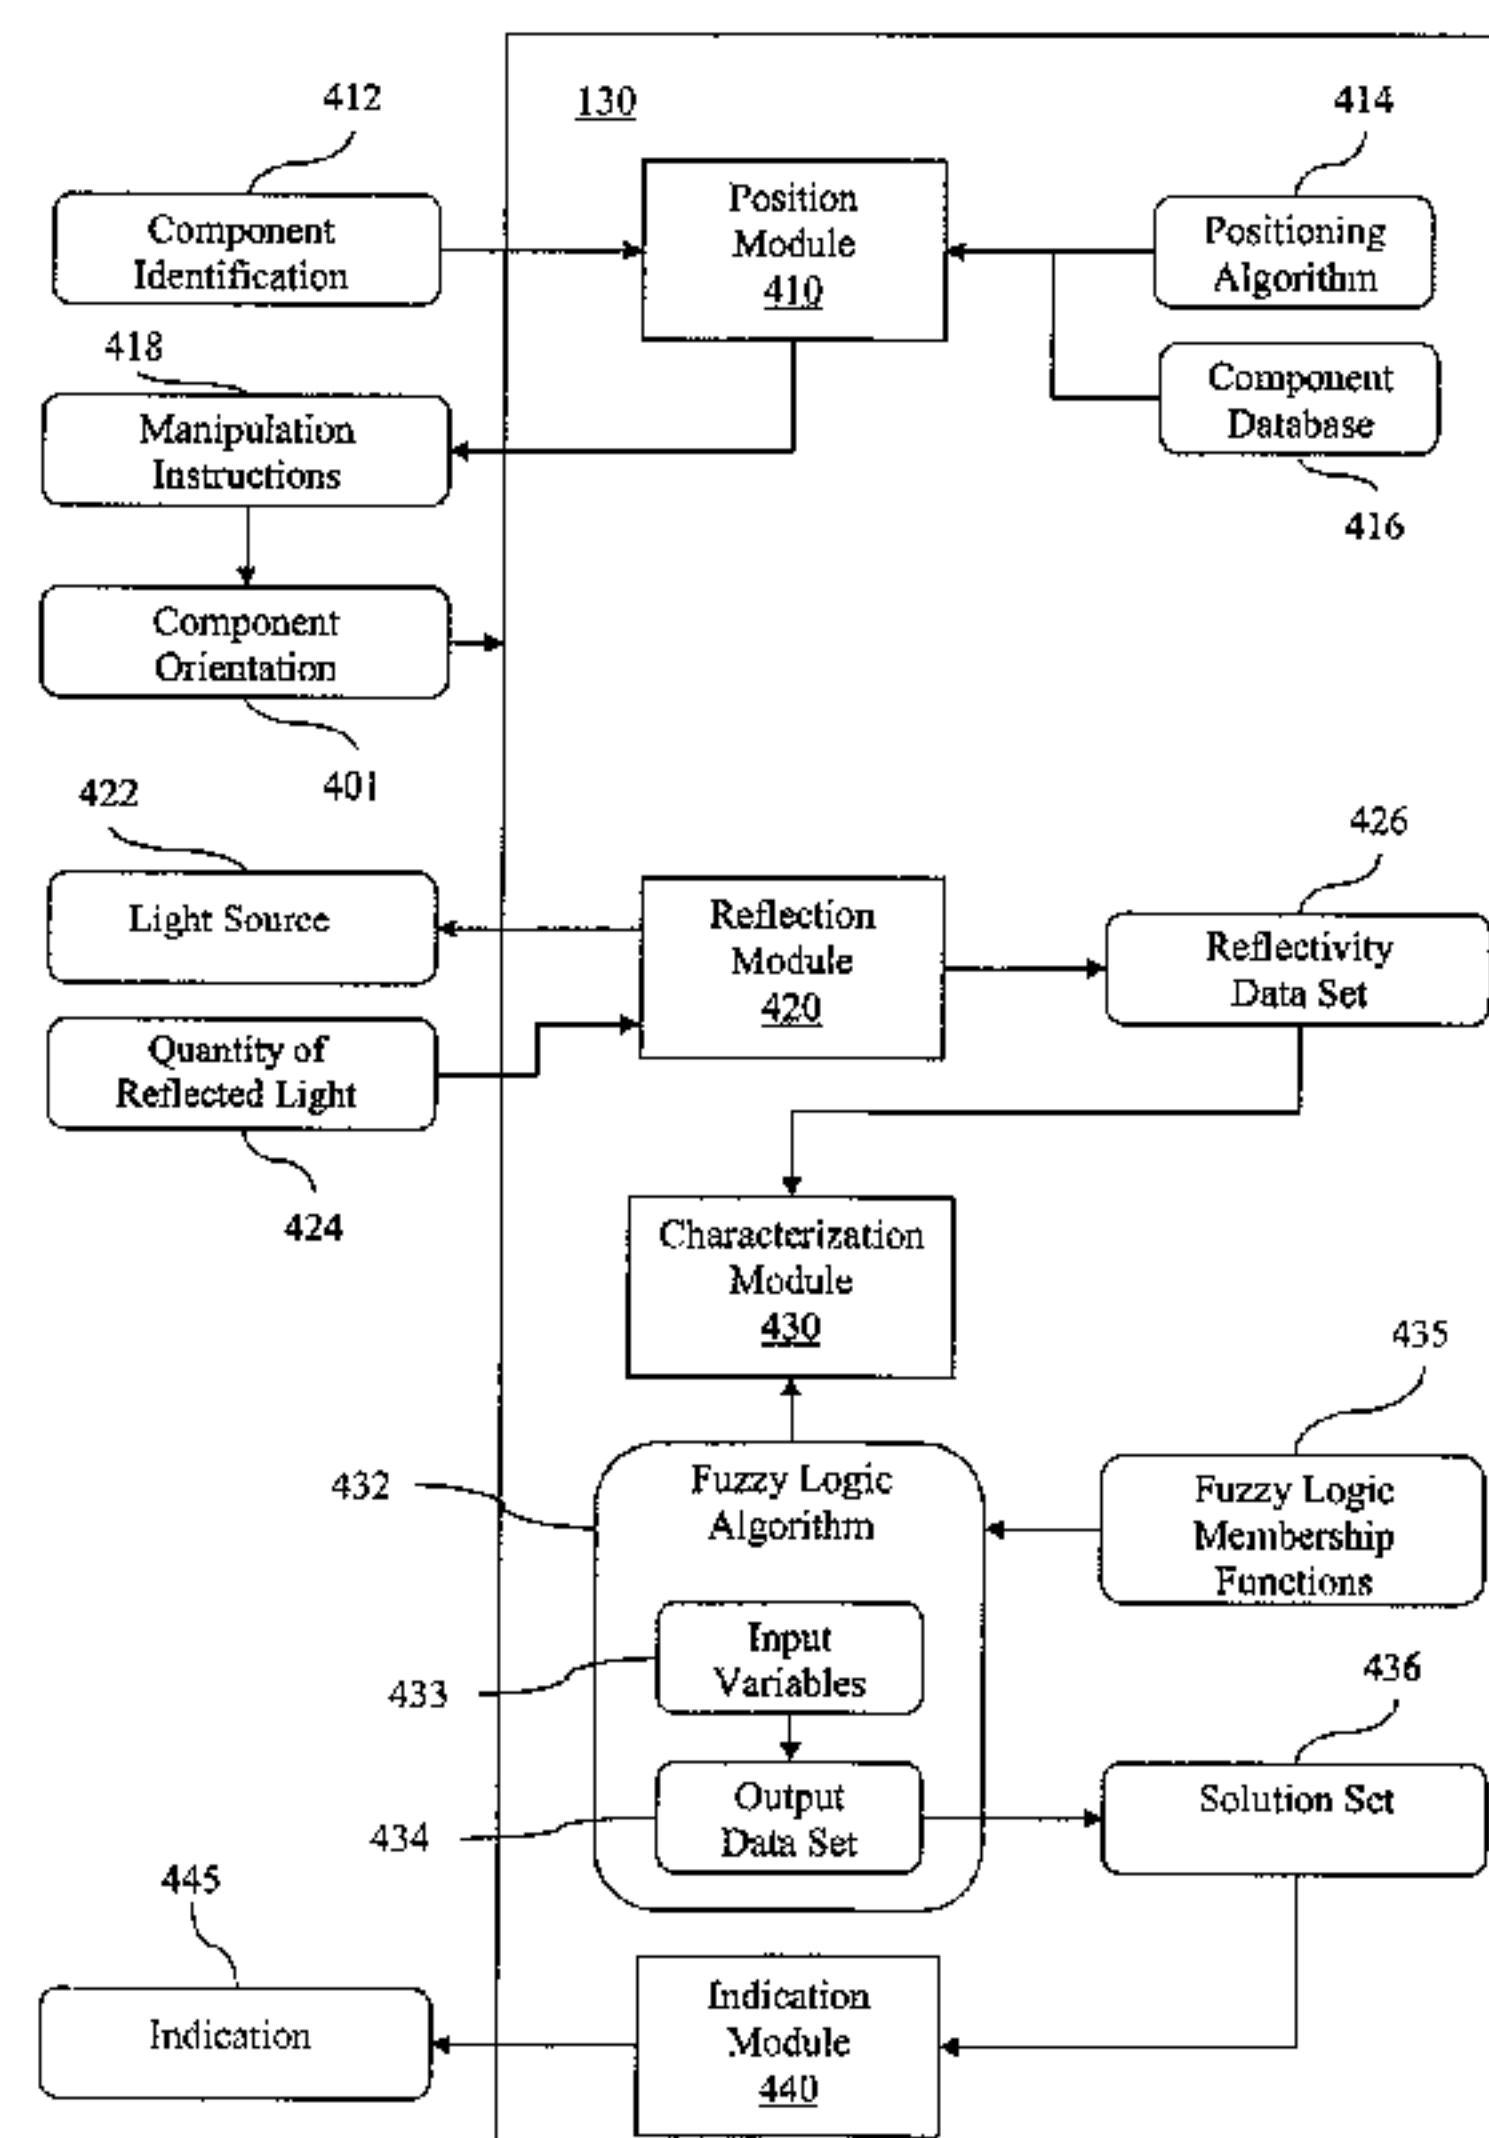 412
130
414
Component
Identification
Position
Module
410
Positioning
Algorithm
418
Manipulation
Instructions
Component
Database
416
Component
Orientation
401
422
426
Light Source
Reflection
Module
420
Reflectivity
Data Set
Quantity of
Reflected Light
424
Characterization
Module
430
435
432
Fuzzy Logic
Algorithm
Fuzzy Logic
Membership
Functions
Input
Variables
433
436
Output
Data Set
434
Solution Set
445
Indication
Indication
Module
440